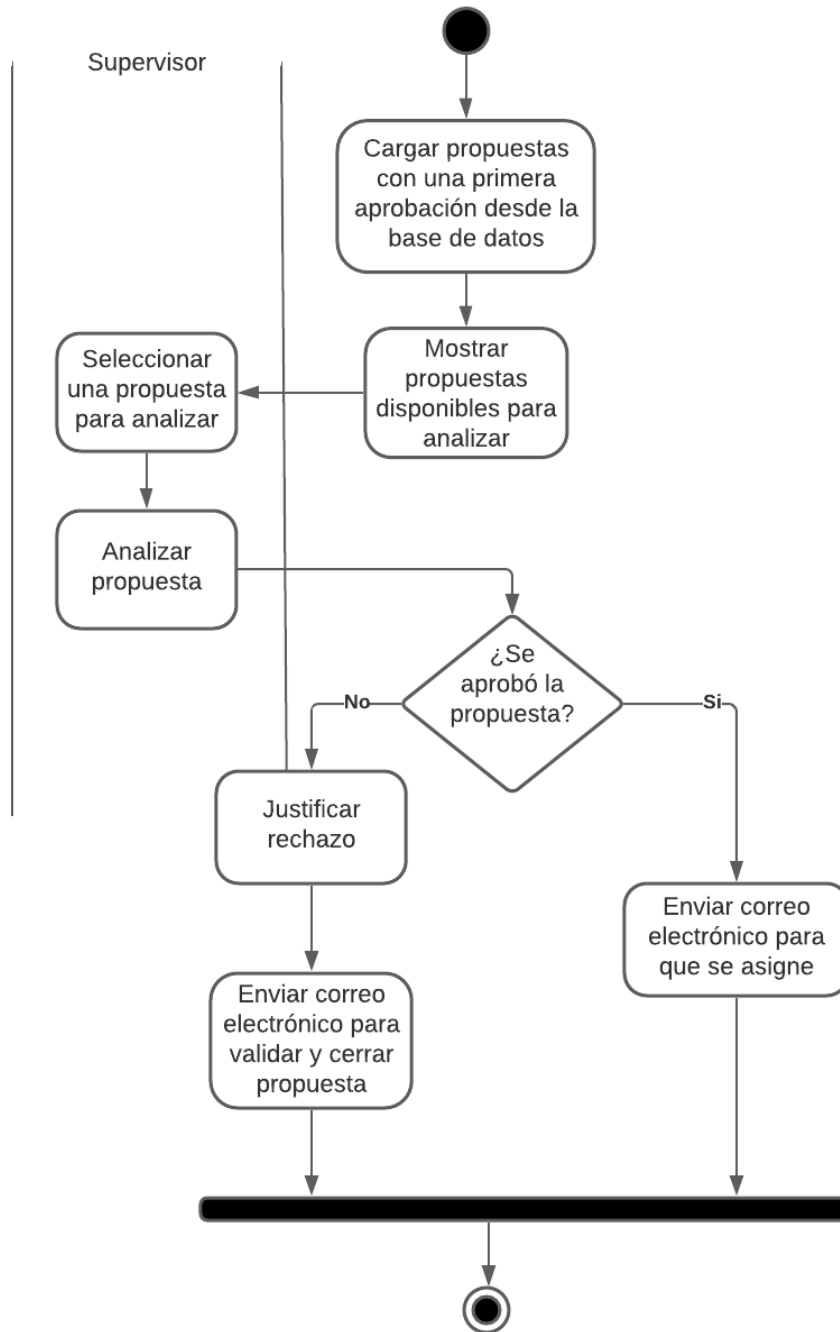 Supervisor
Cargar propuestas
con una primera
aprobación desde la
base de datos
Mostrar
propuestas
disponibles para
analizar
Seleccionar
una propuesta
para analizar
Analizar
propuesta
¿Se
aprobó la
propuesta?
No
Si
Justificar
rechazo
Enviar correo
electrónico para
que se asigne
Enviar correo
electrónico para
validar y cerrar
propuesta